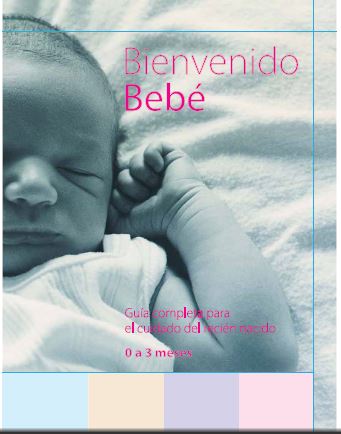 Bienvenido
Bebé
Guía completa para
el cuidado del recién nacido
0 a 3 meses